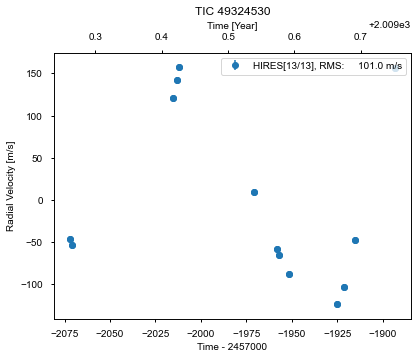 TIC 49324530
Time [Year]
+2.009e3
0.3 0.4 0.5 0.6 0.7
HIRES[13/13], RMS: 101.0 m/s
Radial Velocity [m/s]
150
100
50
0
−50
−100
−2075 −2050 −2025 −2000 −1975 −1950 −1925 −1900
Time - 2457000